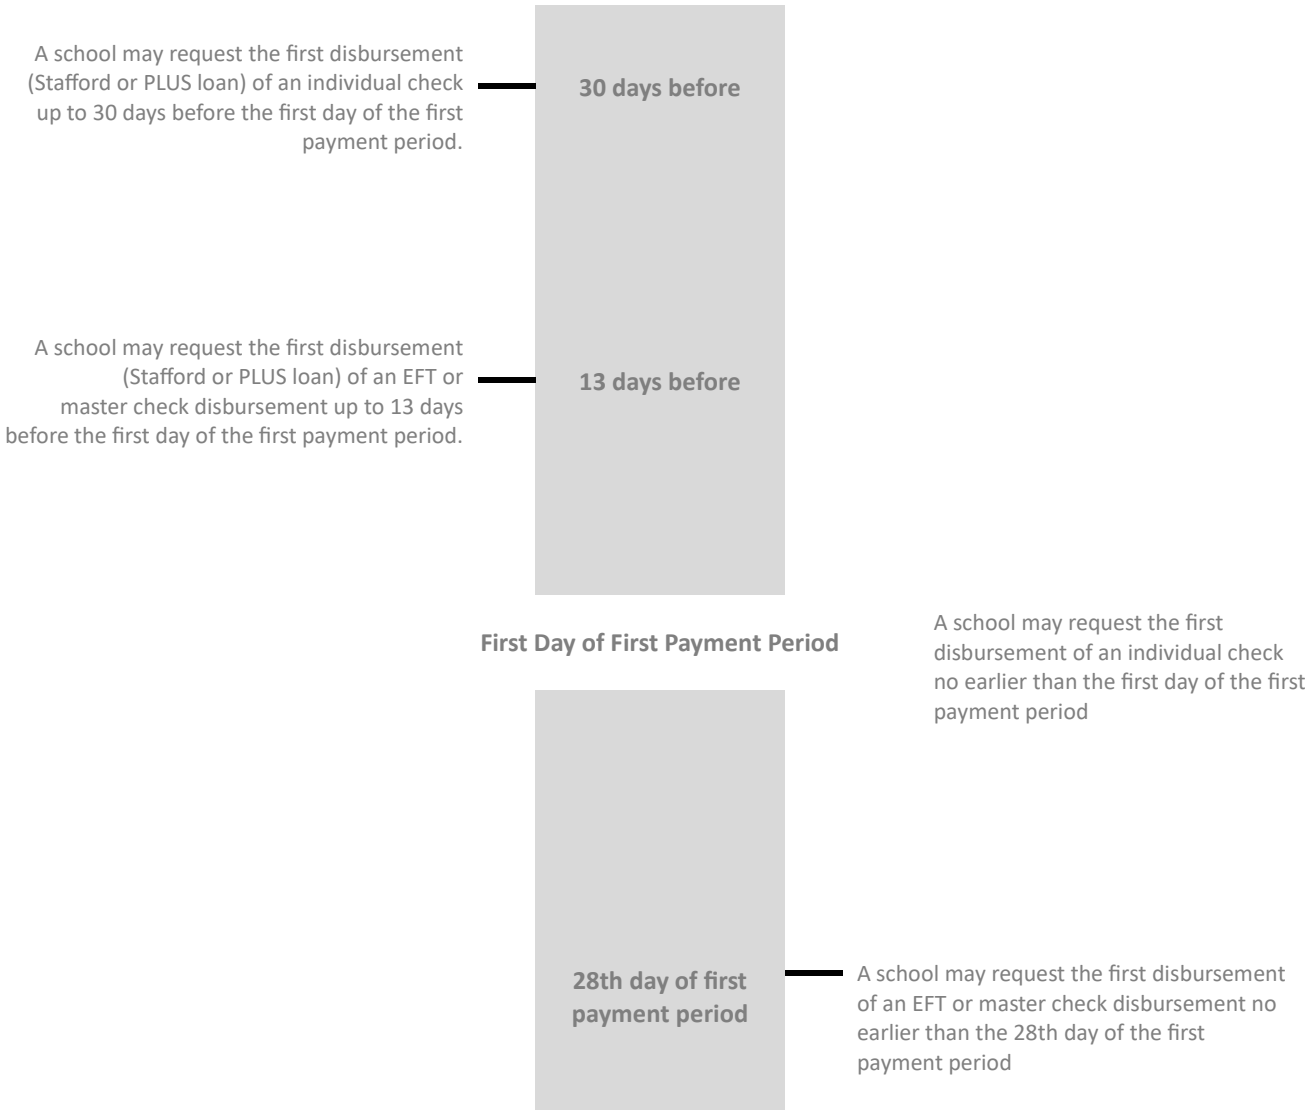 A school may request the first disbursement
(Stafford or PLUS loan) of an individual check
up to 30 days before the first day of the first
payment period.
30 days before
A school may request the first disbursement
(Stafford or PLUS loan) of an EFT or
master check disbursement up to 13 days
before the first day of the first payment period.
13 days before
First Day of First Payment Period
A school may request the first
disbursement of an individual check
no earlier than the first day of the first
payment period
28th day of first
payment period
A school may request the first disbursement
of an EFT or master check disbursement no
earlier than the 28th day of the first
payment period